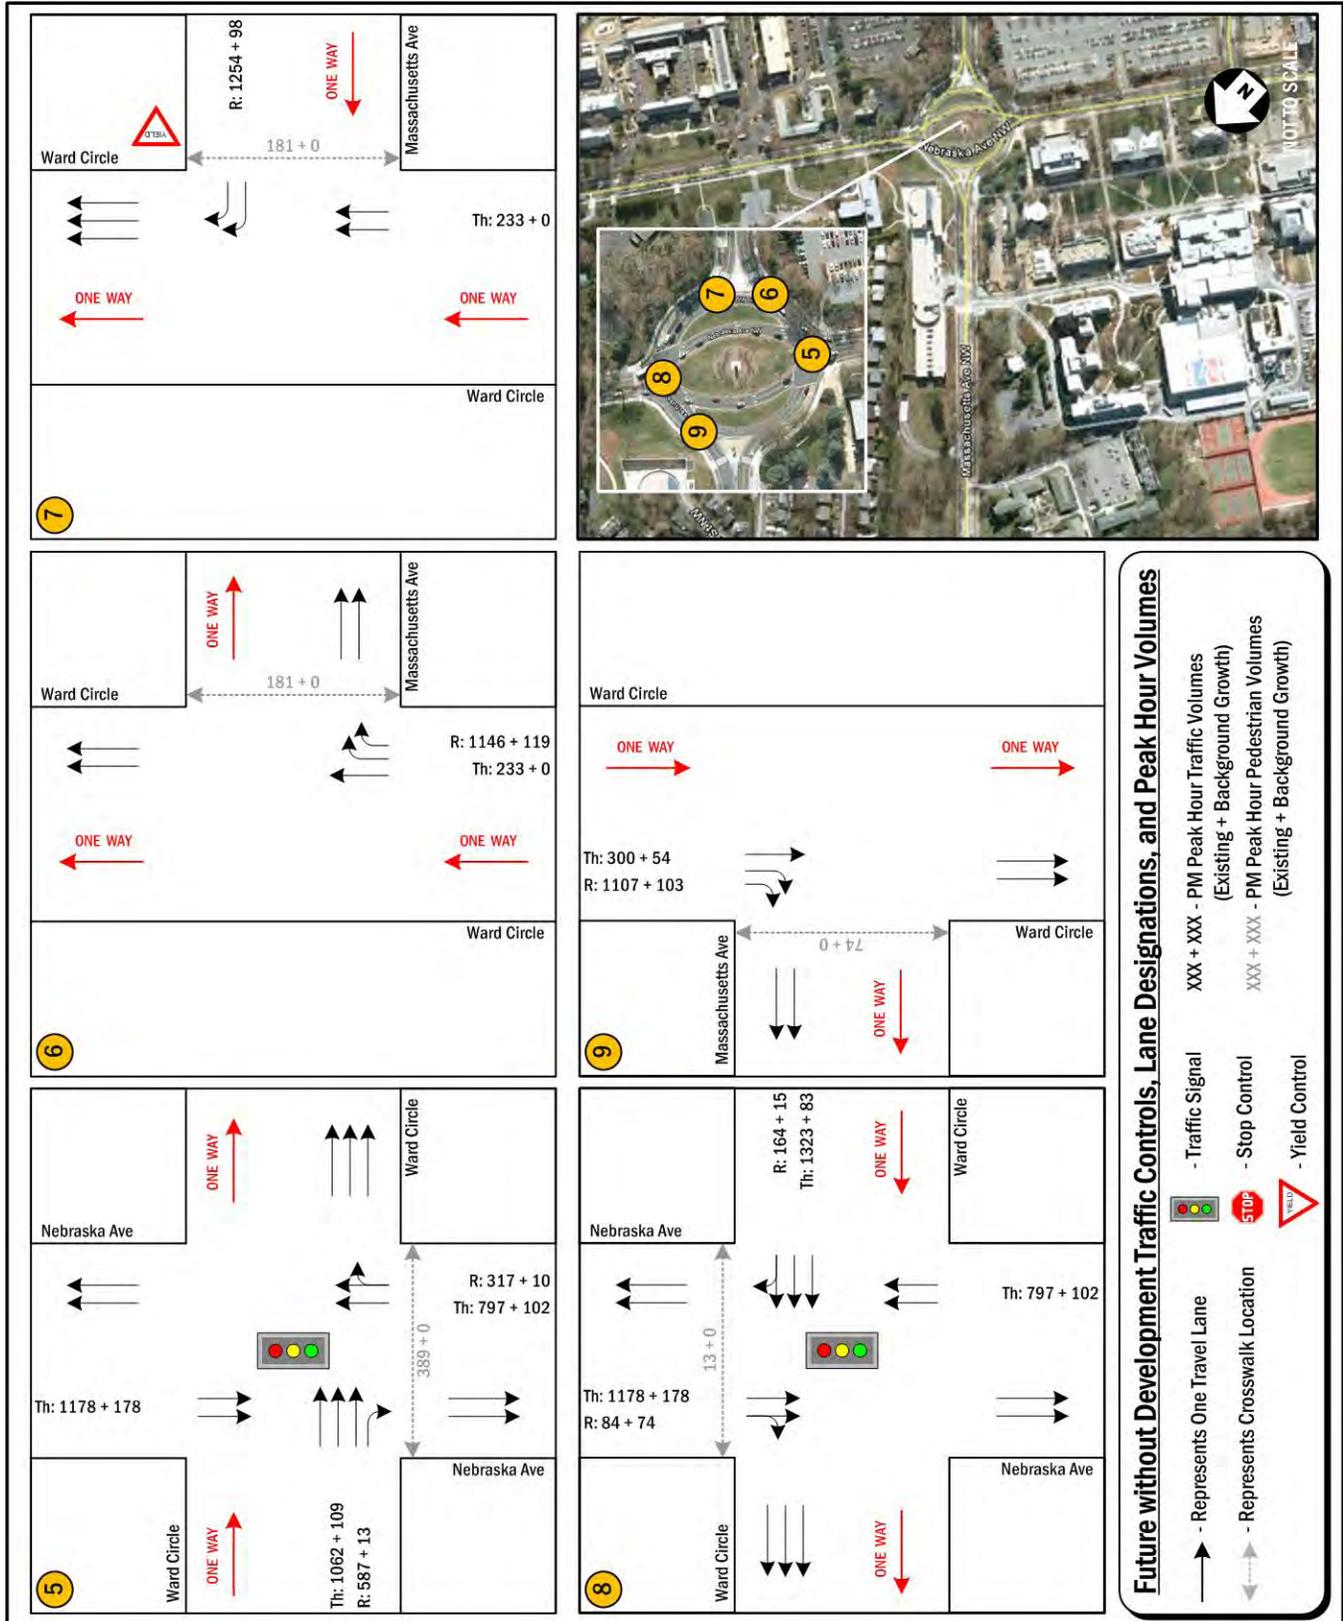 5
Nebraska Ave
ONE WAY
Ward Circle
Th: 1178 + 178
R: 317 + 10
Th: 797 + 102
389 + 0
Ward Circle
ONE WAY
Th: 1062 + 109
R: 587 + 13
Nebraska Ave
6
Ward Circle
ONE WAY
181 + 0
Massachusetts Ave
R: 1146 + 119
Th: 233 + 0
ONE WAY
ONE WAY
Ward Circle
7
Ward Circle
YIELD
R: 1254 + 98
181 + 0
ONE WAY
Massachusetts Ave
Th: 233 + 0
ONE WAY
ONE WAY
Ward Circle
8
Nebraska Ave
R: 164 + 15
Th: 1323 + 83
ONE WAY
Ward Circle
13 + 0
Th: 1178 + 178
R: 84 + 74
Th: 797 + 102
Ward Circle
ONE WAY
Nebraska Ave
9
Ward Circle
ONE WAY
ONE WAY
Th: 300 + 54
R: 1107 + 103
Massachusetts Ave
74 + 0
ONE WAY
Ward Circle
7
6
5
8
9
Nebraska Ave NW
Nebraska Ave NW
Massachusetts Ave NW
St NW
N
NOT TO SCALE
Future without Development Traffic Controls, Lane Designations, and Peak Hour Volumes
- Represents One Travel Lane
- Represents Crosswalk Location
- Traffic Signal
STOP - Stop Control
YIELD - Yield Control
XXX + XXX - PM Peak Hour Traffic Volumes
(Existing + Background Growth)
XXX + XXX - PM Peak Hour Pedestrian Volumes
(Existing + Background Growth)